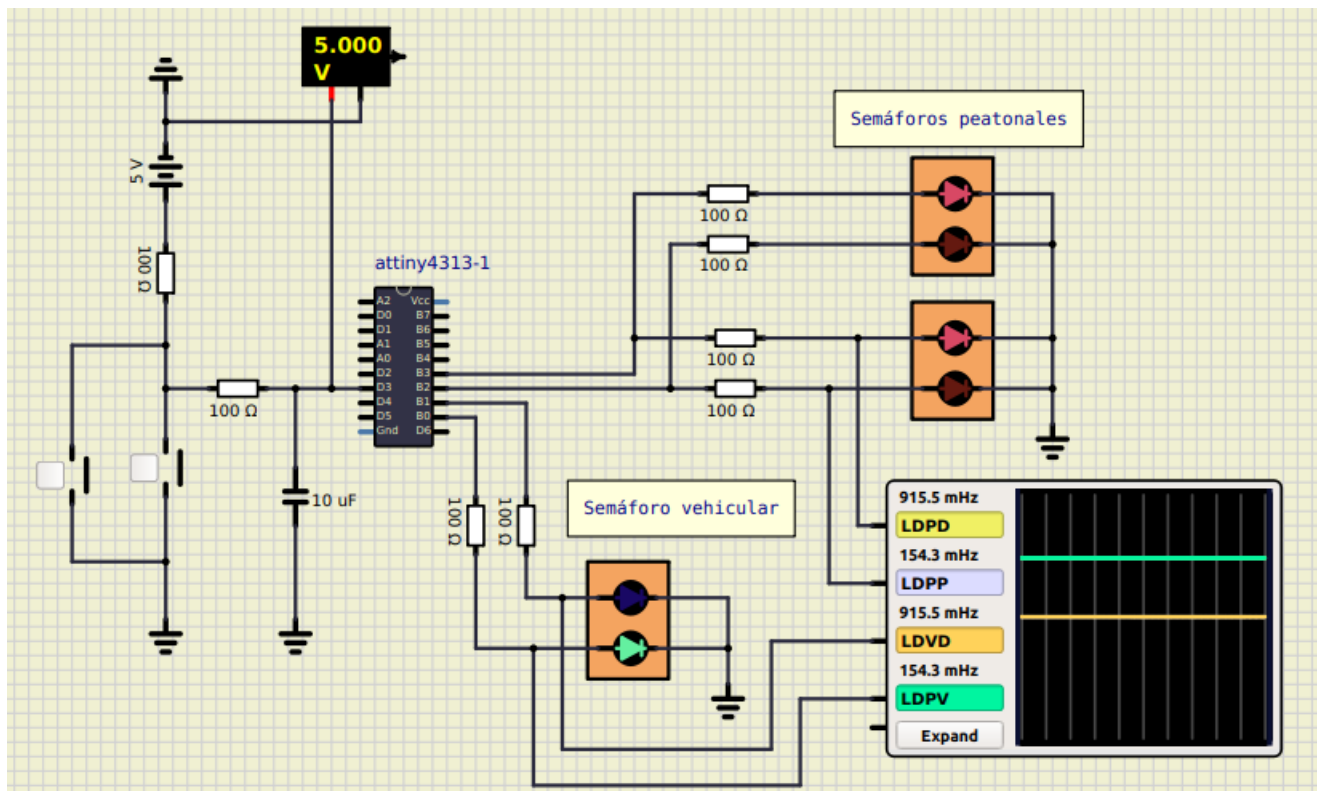 5.000
V
Semáforos peatonales
5 V
100 Ω
100 Ω
100 Ω
attiny4313-1
A2 Vcc
D0 B7
D1 B6
A1 B5
A0 B4
D2 B3
D3 B2
D4 B1
D5 B0
Gnd D6
100 Ω
100 Ω
100 Ω
10 uF
100 Ω
100 Ω
Semáforo vehicular
915.5 mHz
LDPD
154.3 mHz
LDPP
915.5 mHz
LDVD
154.3 mHz
LDPV
Expand